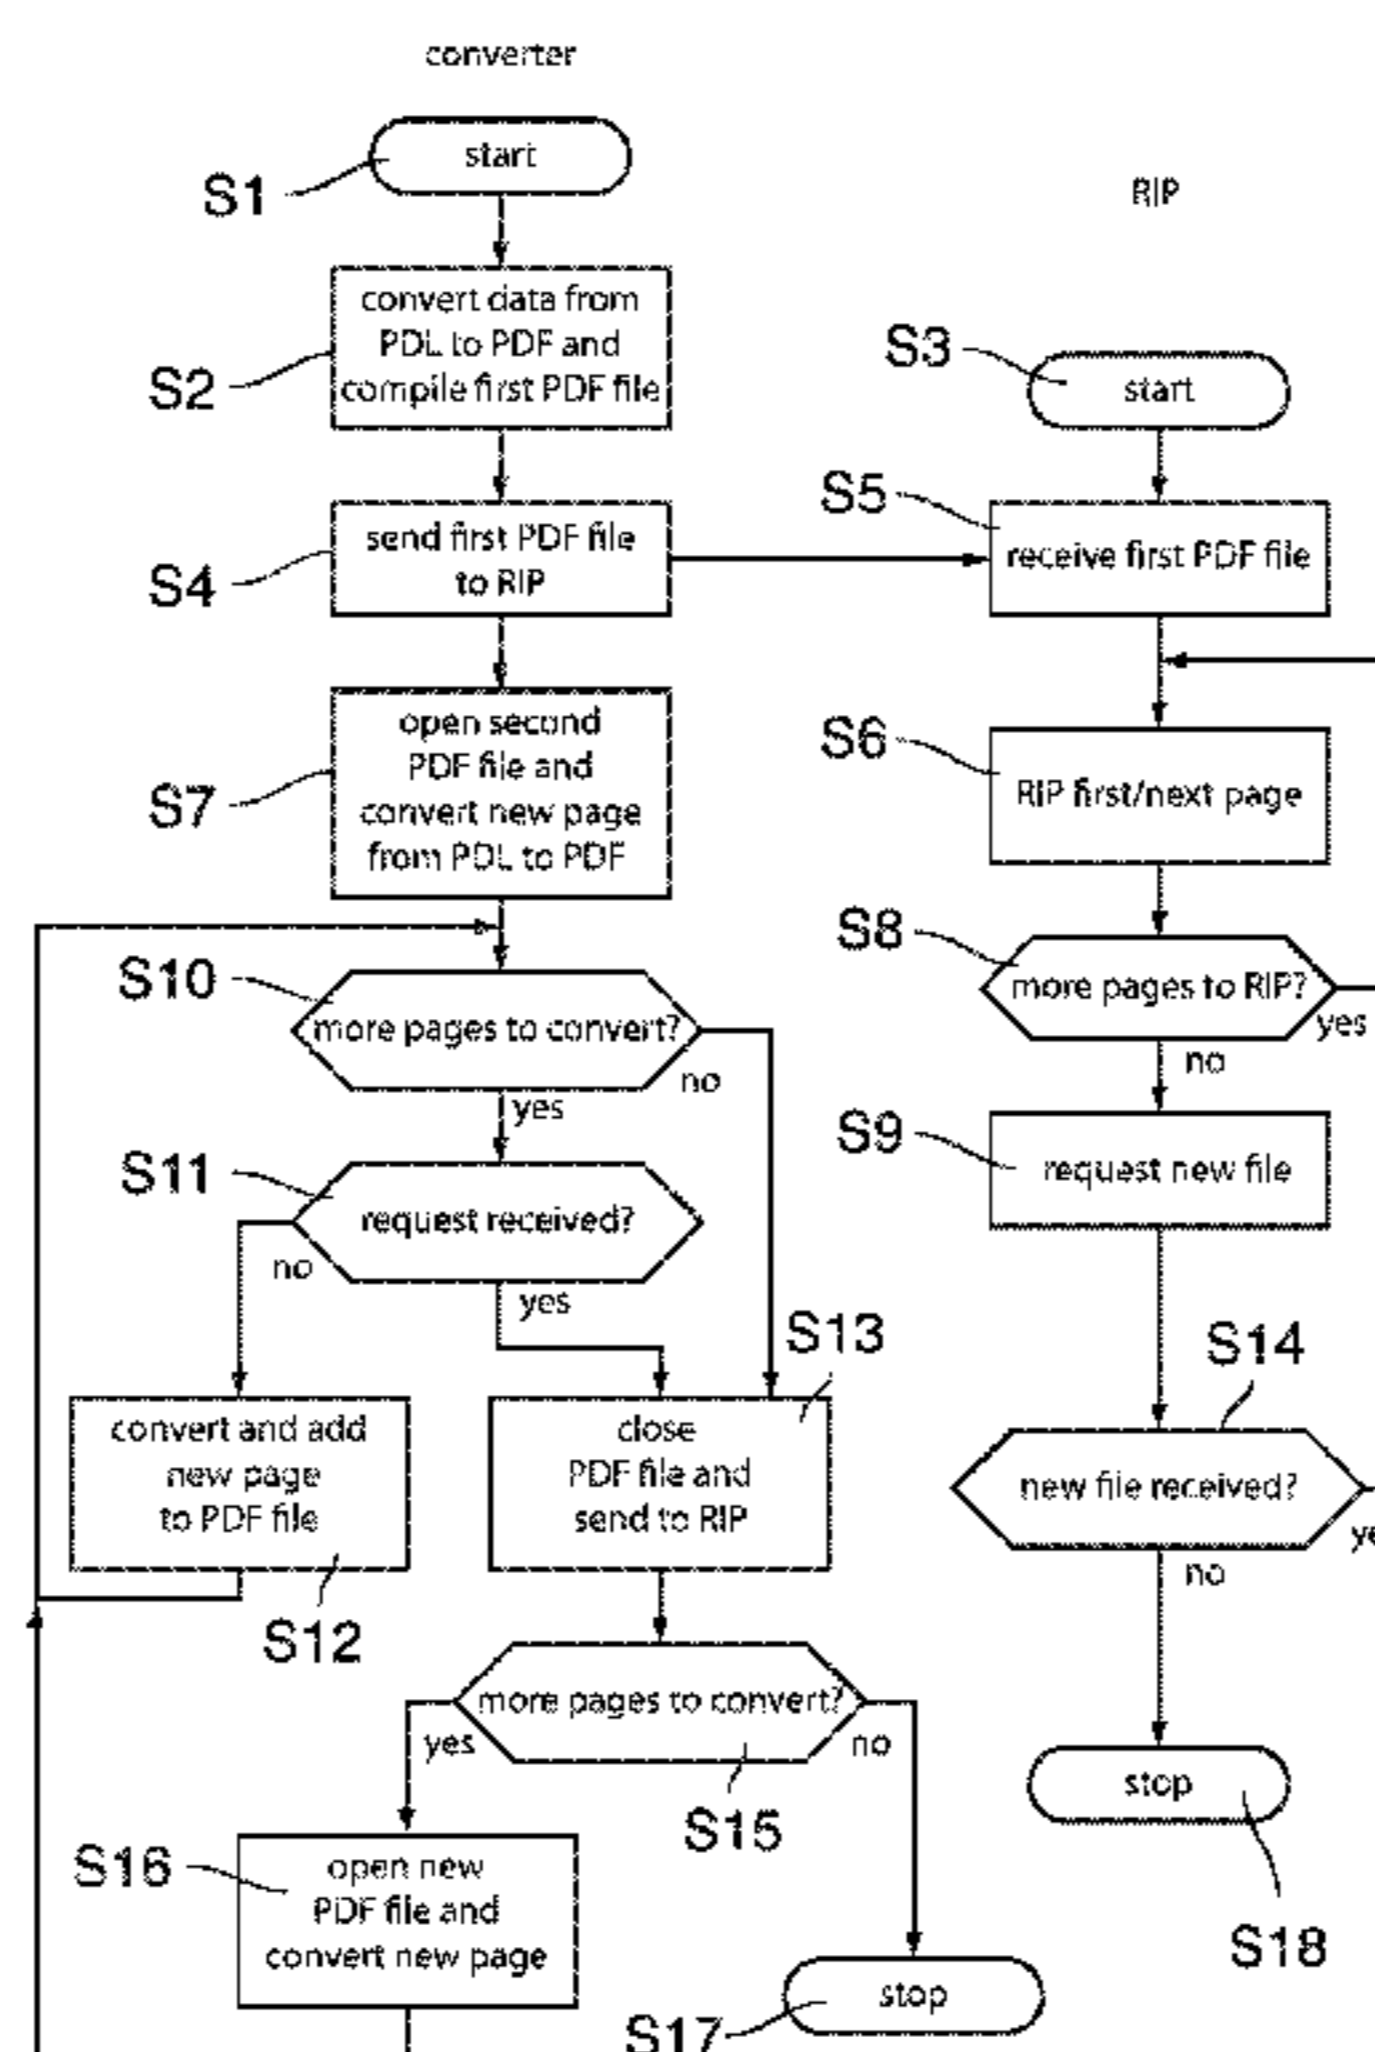 converter
start
S1
convert data from
PDL to PDF and
compile first PDF file
S2
send first PDF file
to RIP
S4
open second
PDF file and
convert new page
from PDL to PDF
S7
S10
more pages to convert?
no
yes
S11
request received?
no
yes
convert and add
new page
to PDF file
S12
S13
close
PDF file and
send to RIP
more pages to convert?
yes
no
S15
S16
open new
PDF file and
convert new page
stop
S17
RIP
S3
start
S5
receive first PDF file
S6
RIP first/next page
S8
more pages to RIP?
yes
no
S9
request new file
S14
new file received?
ye
no
stop
S18